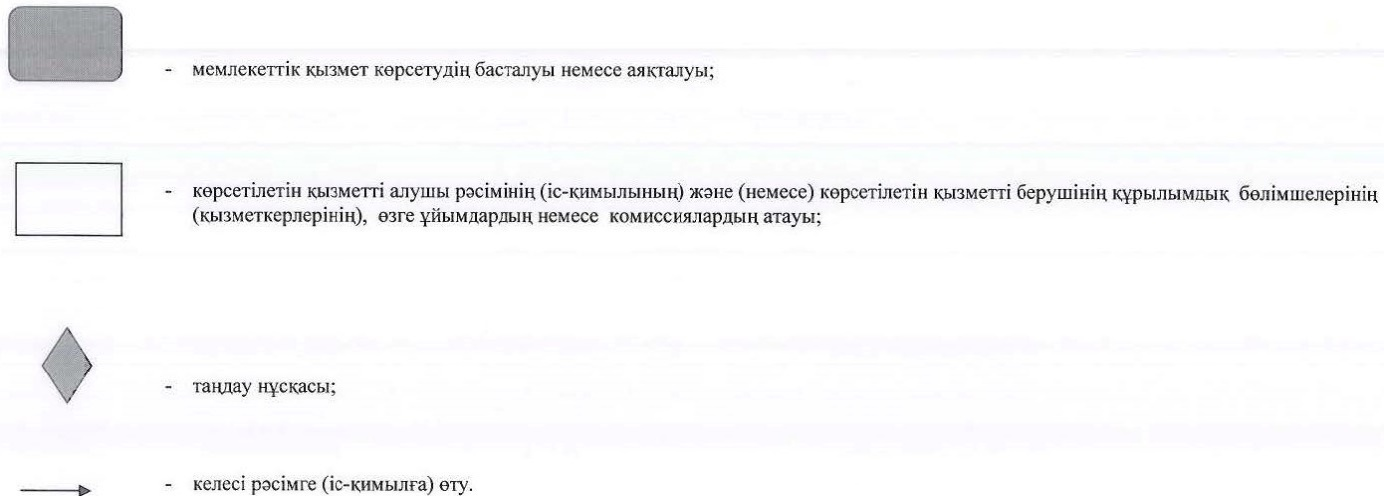 - мемлекеттік қызмет көрсетудің басталуы немесе аяқталуы;
- көрсетілетін қызметті алушы рәсімінің (іс-қимылының) және (немесе) көрсетілетін қызметті берушінің құрылымдық бөлімшелерінің
(қызметкерлерінің), өзге ұйымдардың немесе комиссиялардың атауы;
- таңдау нұсқасы;
- келесі рәсімге (іс-қимылға) өту.